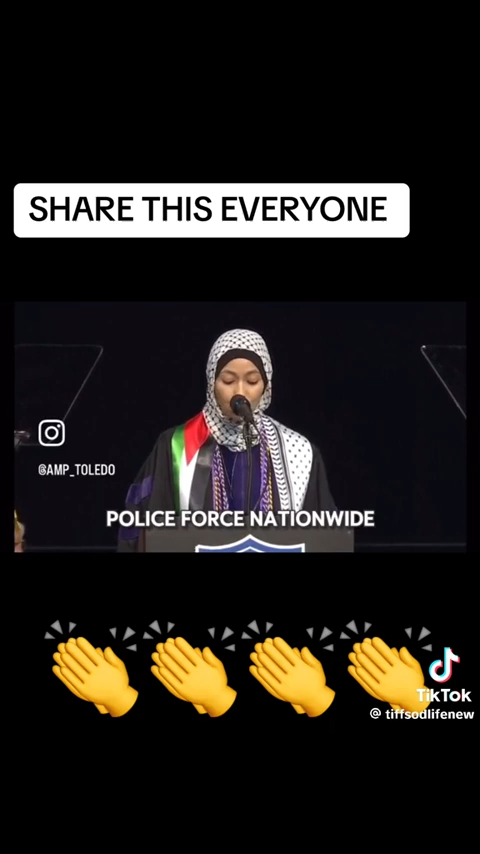 SHARE THIS EVERYONE
@AMP_TOLEDO
POLICE FORCE NATIONWIDE
TikTok
@ tiffsodlifenew